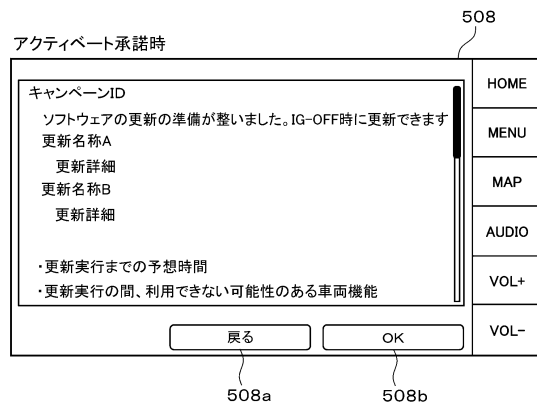 508
アクティベート承諾時
キャンペーンID
ソフトウェアの更新の準備が整いました。IG-OFF時に更新できます
更新名称A
更新詳細
更新名称B
更新詳細
・更新実行までの予想時間
・更新実行の間、利用できない可能性のある車両機能
戻る
OK
HOME
MENU
MAP
AUDIO
VOL+
VOL-
508a
508b